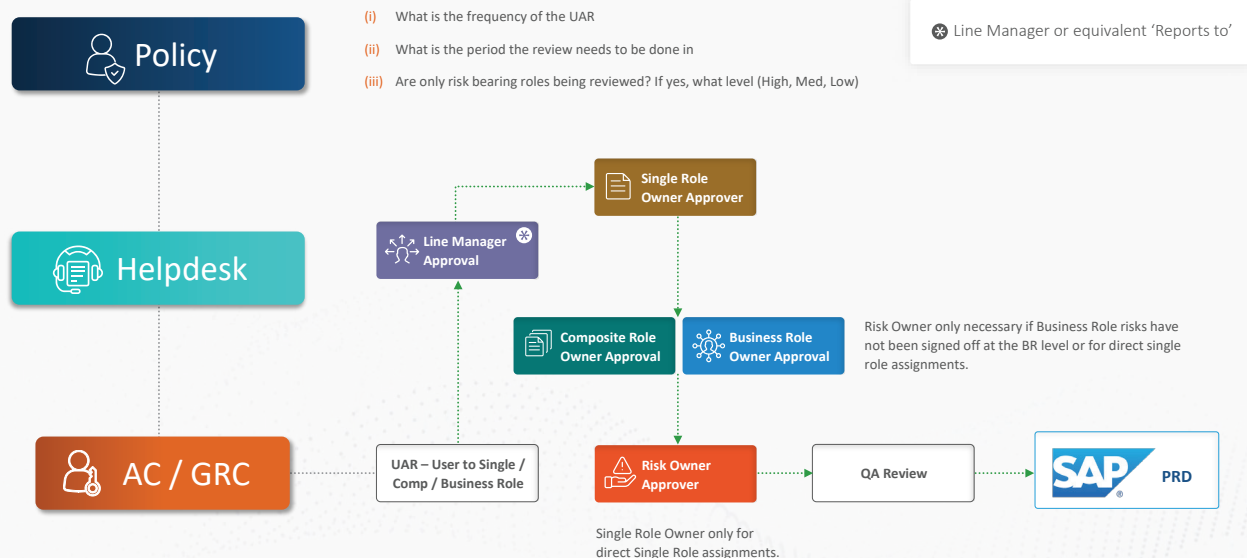 Policy
(i) What is the frequency of the UAR
(ii) What is the period the review needs to be done in
(iii) Are only risk bearing roles being reviewed? If yes, what level (High, Med, Low)
Line Manager or equivalent ‘Reports to’
Single Role
Owner Approver
Line Manager
Approval
Helpdesk
Composite Role
Owner Approval
Business Role
Owner Approval
Risk Owner only necessary if Business Role risks have
not been signed off at the BR level or for direct single
role assignments.
AC / GRC
UAR – User to Single /
Comp / Business Role
Risk Owner
Approver
QA Review
SAP
®
PRD
Single Role Owner only for
direct Single Role assignments.